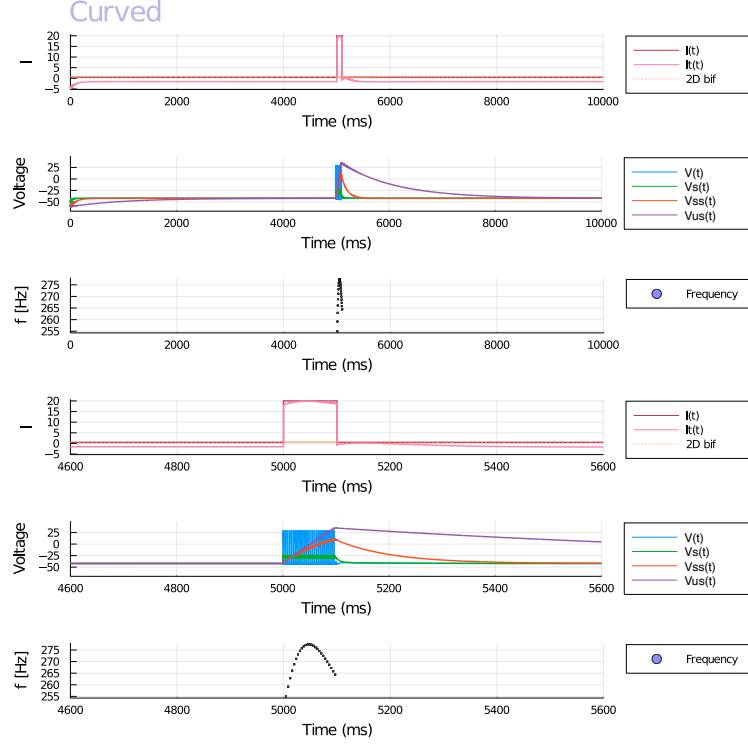 Curved
I
20
15
10
5
0
−5
0 2000 4000 6000 8000 10000
Time (ms)
I(t)
It(t)
2D bif
Voltage
25
0
−25
−50
0 2000 4000 6000 8000 10000
Time (ms)
V(t)
Vs(t)
Vss(t)
Vus(t)
f [Hz]
275
270
265
260
255
0 2000 4000 6000 8000 10000
Time (ms)
Frequency
I
20
15
10
5
0
−5
4600 4800 5000 5200 5400 5600
Time (ms)
I(t)
It(t)
2D bif
Voltage
25
0
−25
−50
4600 4800 5000 5200 5400 5600
Time (ms)
V(t)
Vs(t)
Vss(t)
Vus(t)
f [Hz]
275
270
265
260
255
4600 4800 5000 5200 5400 5600
Time (ms)
Frequency